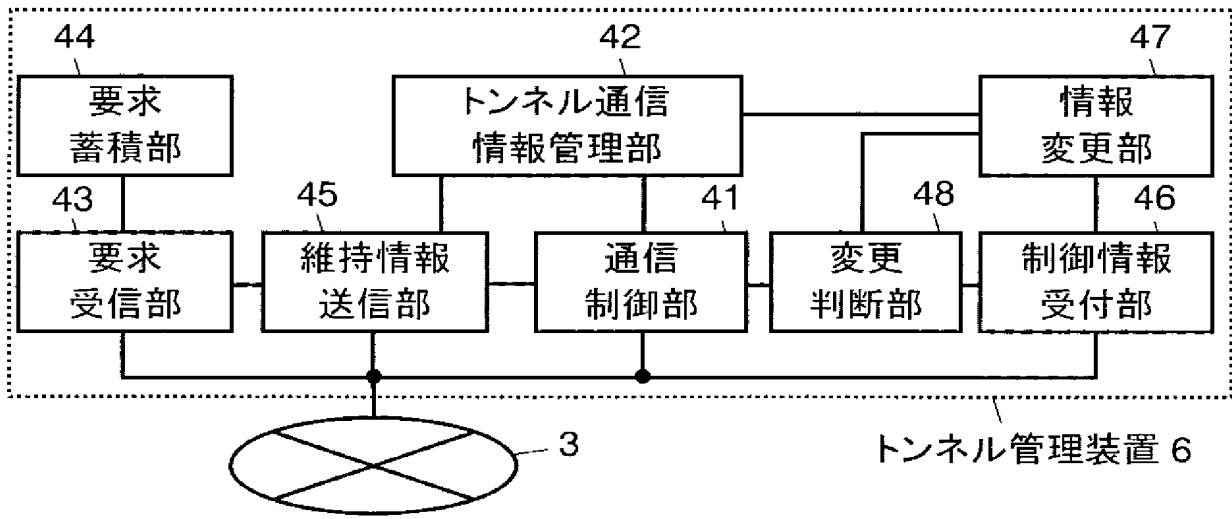 44
要求
蓄積部
42
トンネル通信
情報管理部
47
情報
変更部
43
要求
受信部
45
維持情報
送信部
41
通信
制御部
48
変更
判断部
46
制御情報
受付部
3
トンネル管理装置 6